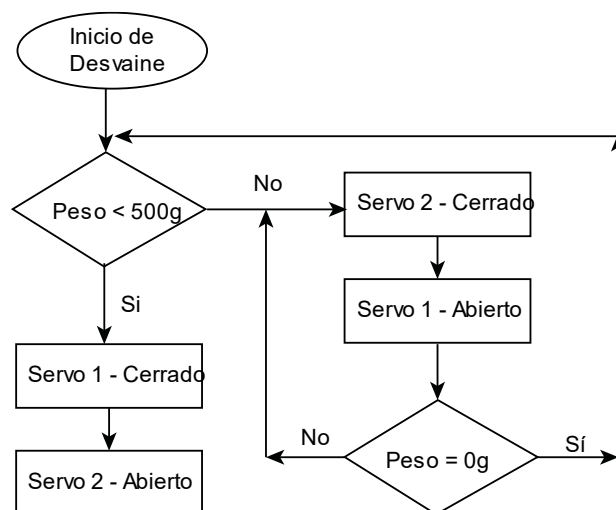 Inicio de
Desvaine
Peso < 500g
No
Servo 2 - Cerrado
Servo 1 - Abierto
Si
Servo 1 - Cerrado
No
Peso = 0g
Sí
Servo 2 - Abierto